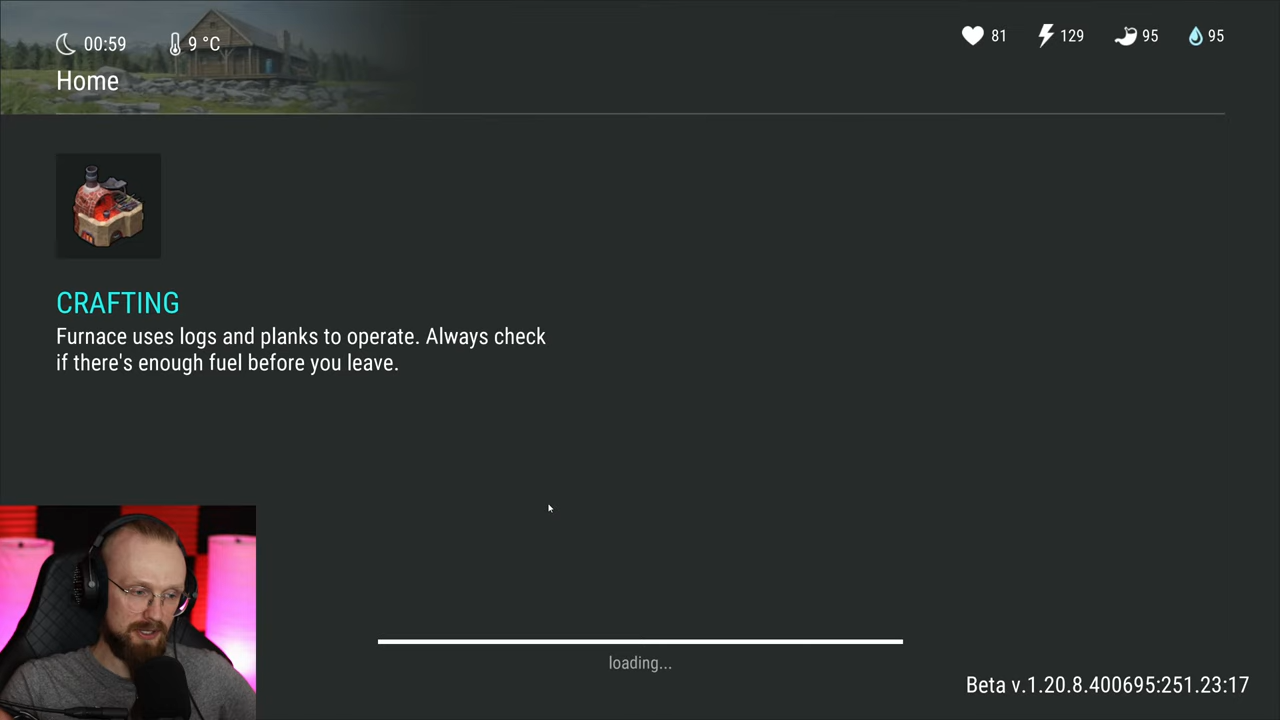 00:59
9 °C
81
129
95
95
Home
CRAFTING
Furnace uses logs and planks to operate. Always check
if there's enough fuel before you leave.
loading...
Beta v.1.20.8.400695:251.23:17